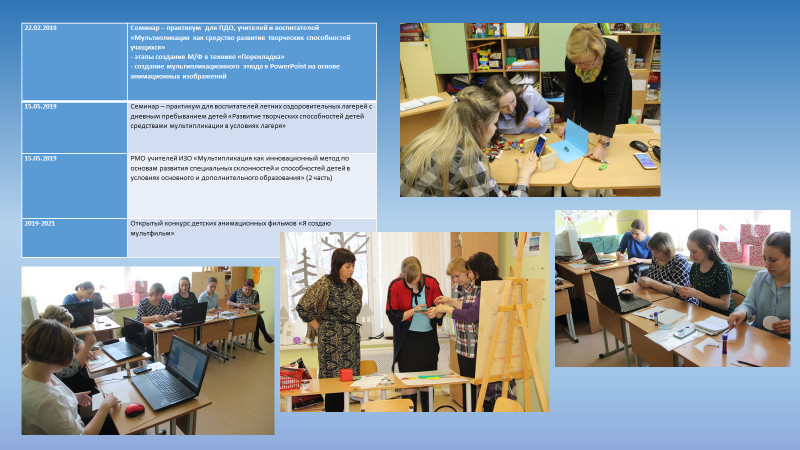 22.02.2019
Семинар – практикум для ПДО, учителей и воспитателей
«Мультипликация как средство развития творческих способностей
учащихся»
- этапы создания М/Ф в технике «Перекладка»
- создание мультипликационного этюда в PowerPoint на основе
анимационных изображений
15.05.2019
Семинар – практикум для воспитателей летних оздоровительных лагерей с
дневным пребыванием детей «Развитие творческих способностей детей
средствами мультипликации в условиях лагеря»
15.05.2019
РМО учителей ИЗО «Мультипликация как инновационный метод по
основам развития специальных склонностей и способностей детей в
условиях основного и дополнительного образования» (2 часть)
2019-2021
Открытый конкурс детских анимационных фильмов «Я создаю
мультфильм»